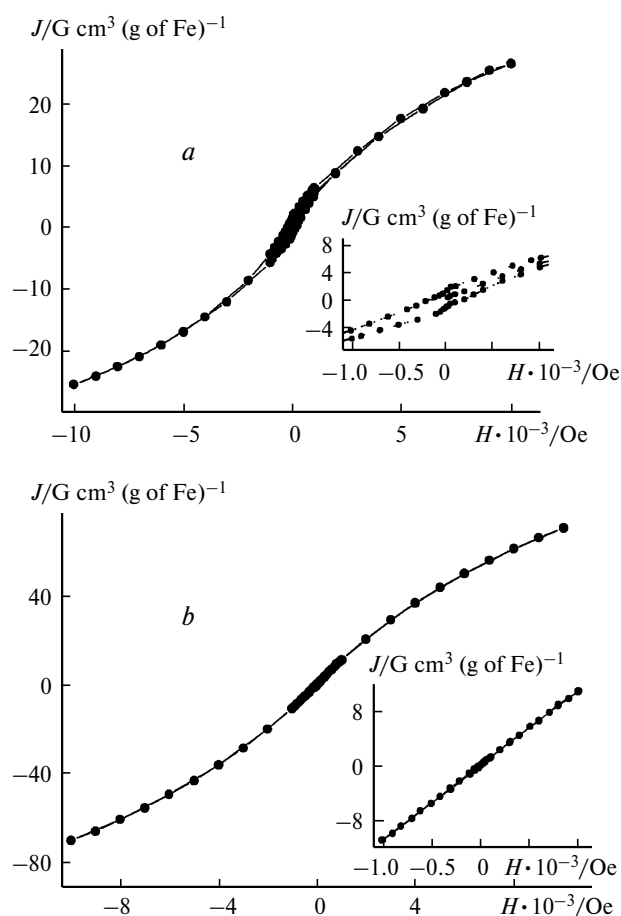 J/G cm³ (g of Fe)⁻¹
20
a
10
J/G cm³ (g of Fe)⁻¹
8
4
0
0
−4
−10
−1.0 −0.5 0 H·10⁻³/Oe
−20
−10 −5 0 5 H·10⁻³/Oe
J/G cm³ (g of Fe)⁻¹
40
b
J/G cm³ (g of Fe)⁻¹
8
0
0
−40
−8
−1.0 −0.5 0 H·10⁻³/Oe
−80
−8 −4 0 4 H·10⁻³/Oe